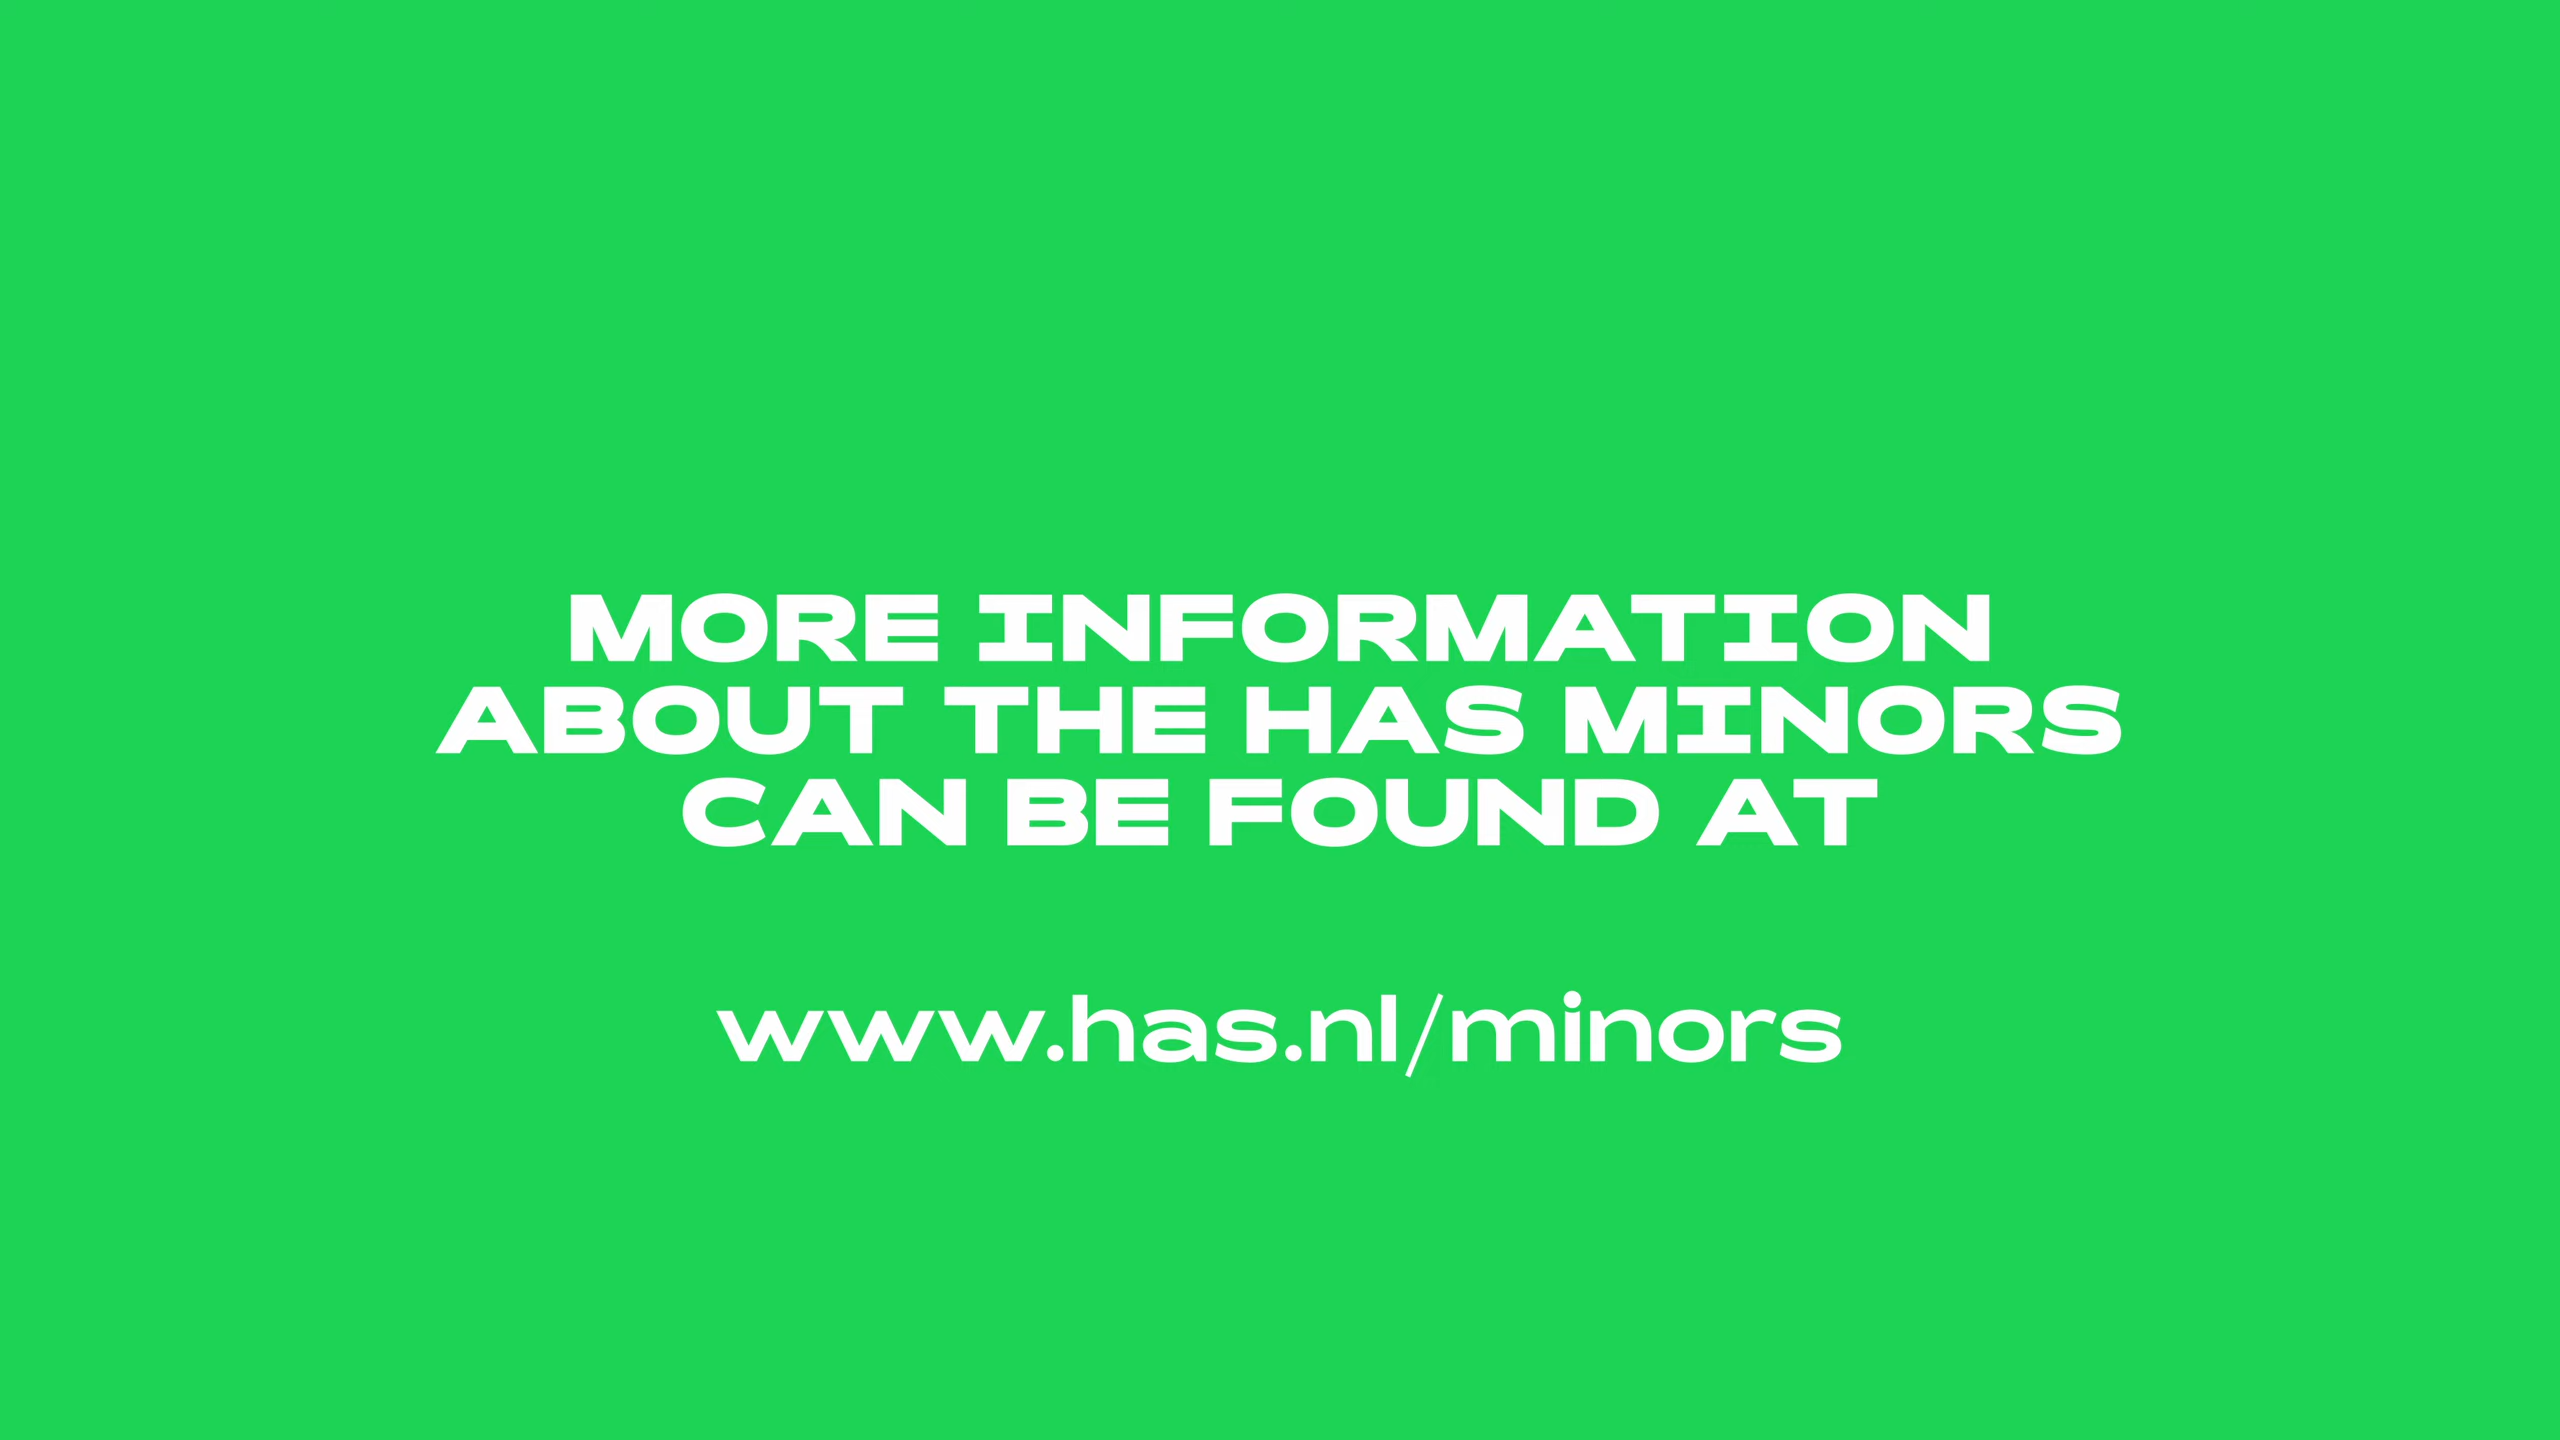 MORE INFORMATION
ABOUT THE HAS MINORS
CAN BE FOUND AT
www.has.nl/minors